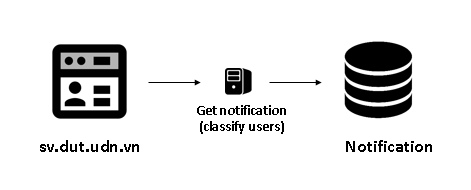 Get notification
(classify users)
sv.dut.udn.vn
Notification